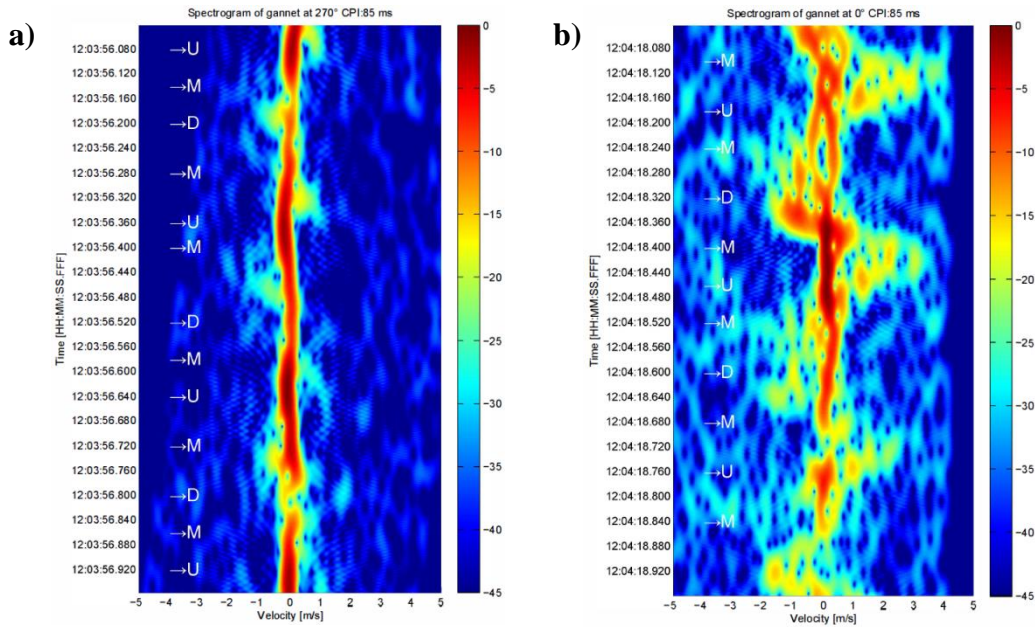 a)
Spectrogram of gannet at 270° CPI:85 ms
Time [HH:MM:SS.FFF]
12:03:56.080
12:03:56.120
12:03:56.160
12:03:56.200
12:03:56.240
12:03:56.280
12:03:56.320
12:03:56.360
12:03:56.400
12:03:56.440
12:03:56.480
12:03:56.520
12:03:56.560
12:03:56.600
12:03:56.640
12:03:56.680
12:03:56.720
12:03:56.760
12:03:56.800
12:03:56.840
12:03:56.880
12:03:56.920
→U
→M
→D
→M
→U
→M
→D
→M
→U
→M
→D
→M
→U
−5 −4 −3 −2 −1 0 1 2 3 4 5
Velocity [m/s]
0
−5
−10
−15
−20
−25
−30
−35
−40
−45
b)
Spectrogram of gannet at 0° CPI:85 ms
Time [HH:MM:SS.FFF]
12:04:18.080
12:04:18.120
12:04:18.160
12:04:18.200
12:04:18.240
12:04:18.280
12:04:18.320
12:04:18.360
12:04:18.400
12:04:18.440
12:04:18.480
12:04:18.520
12:04:18.560
12:04:18.600
12:04:18.640
12:04:18.680
12:04:18.720
12:04:18.760
12:04:18.800
12:04:18.840
12:04:18.880
12:04:18.920
→M
→U
→M
→D
→M
→U
→M
→D
→M
→U
→M
−5 −4 −3 −2 −1 0 1 2 3 4 5
Velocity [m/s]
0
−5
−10
−15
−20
−25
−30
−35
−40
−45